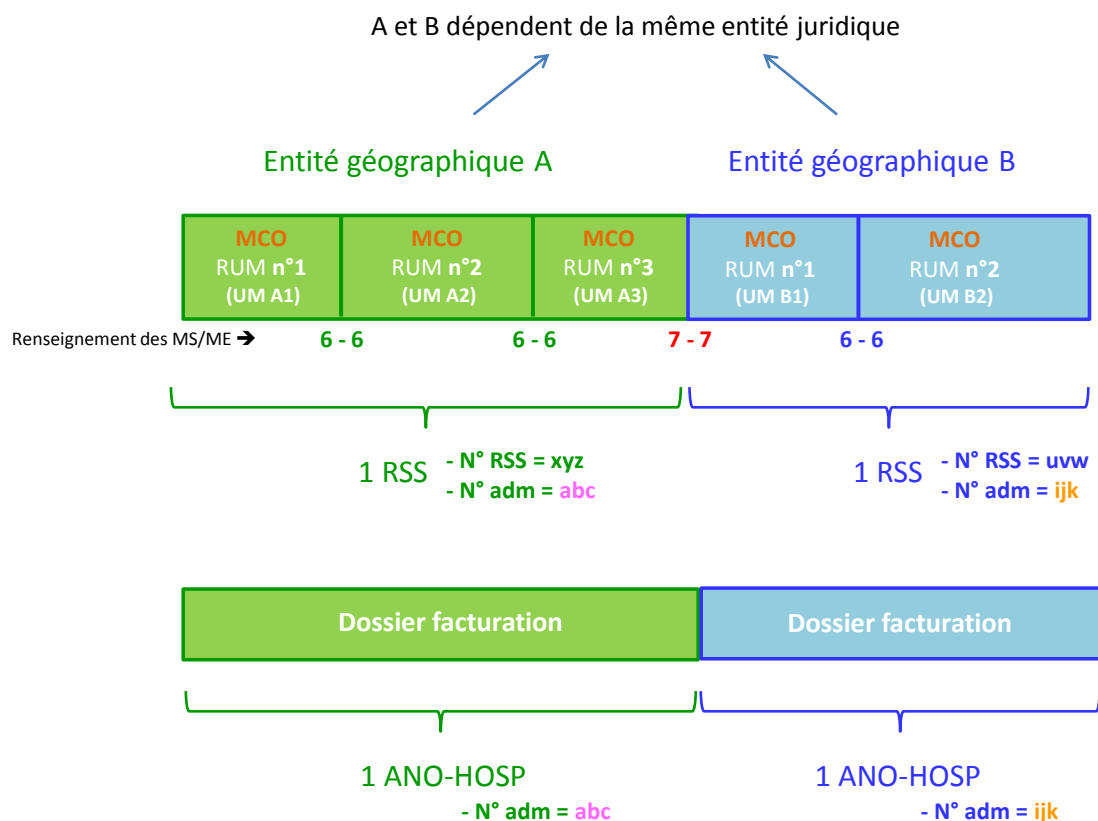 A et B dépendent de la même entité juridique
Entité géographique A
Entité géographique B
MCO
RUM n°1
(UM A1)
MCO
RUM n°2
(UM A2)
MCO
RUM n°3
(UM A3)
MCO
RUM n°1
(UM B1)
MCO
RUM n°2
(UM B2)
Renseignement des MS/ME ➔
6 - 6
6 - 6
7 - 7
6 - 6
1 RSS
- N° RSS = xyz
- N° adm = abc
1 RSS
- N° RSS = uvw
- N° adm = ijk
Dossier facturation
Dossier facturation
1 ANO-HOSP
- N° adm = abc
1 ANO-HOSP
- N° adm = ijk